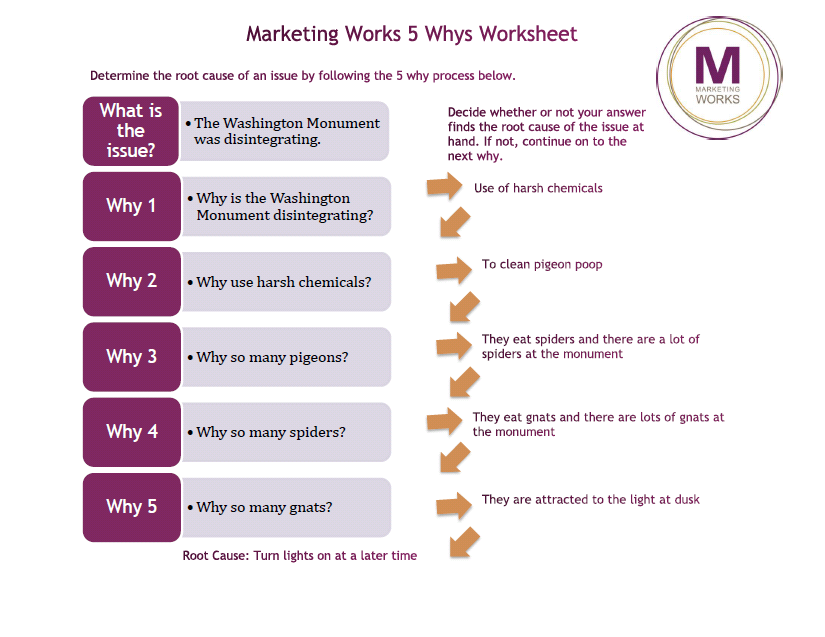 Marketing Works 5 Whys Worksheet
M
MARKETING
WORKS
Determine the root cause of an issue by following the 5 why process below.
What is
the
issue?
• The Washington Monument
was disintegrating.
Decide whether or not your answer
finds the root cause of the issue at
hand. If not, continue on to the
next why.
Why 1
• Why is the Washington
Monument disintegrating?
Use of harsh chemicals
Why 2
• Why use harsh chemicals?
To clean pigeon poop
Why 3
• Why so many pigeons?
They eat spiders and there are a lot of
spiders at the monument
Why 4
• Why so many spiders?
They eat gnats and there are lots of gnats at
the monument
Why 5
• Why so many gnats?
They are attracted to the light at dusk
Root Cause: Turn lights on at a later time